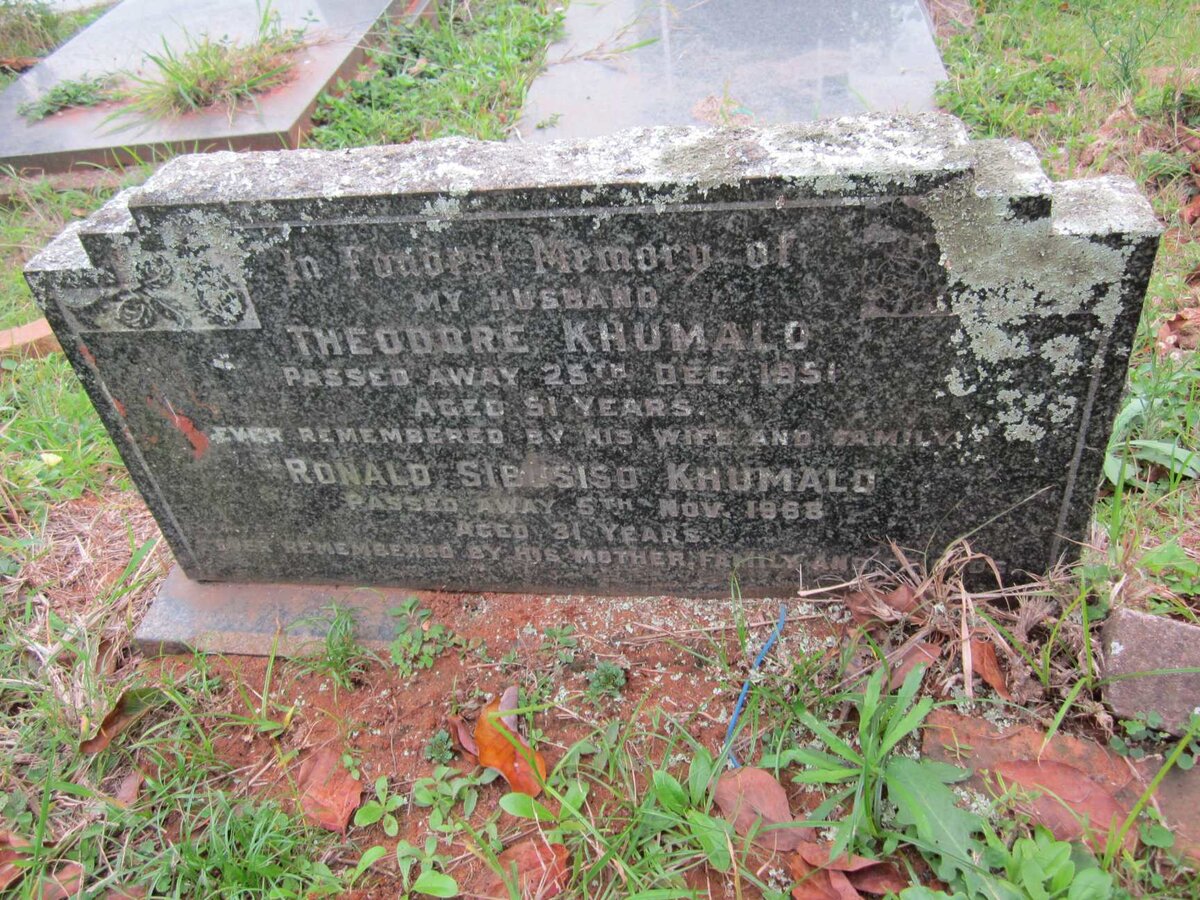 In Fondest Memory of
MY HUSBAND
THEODORE KHUMALO
PASSED AWAY 25TH DEC. 1951
AGED 51 YEARS.
EVER REMEMBERED BY HIS WIFE AND FAMILY.
RONALD SIBUSISO KHUMALO
PASSED AWAY 5TH NOV. 1968
AGED 31 YEARS.
REMEMBERED BY HIS MOTHER, FAMILY AND